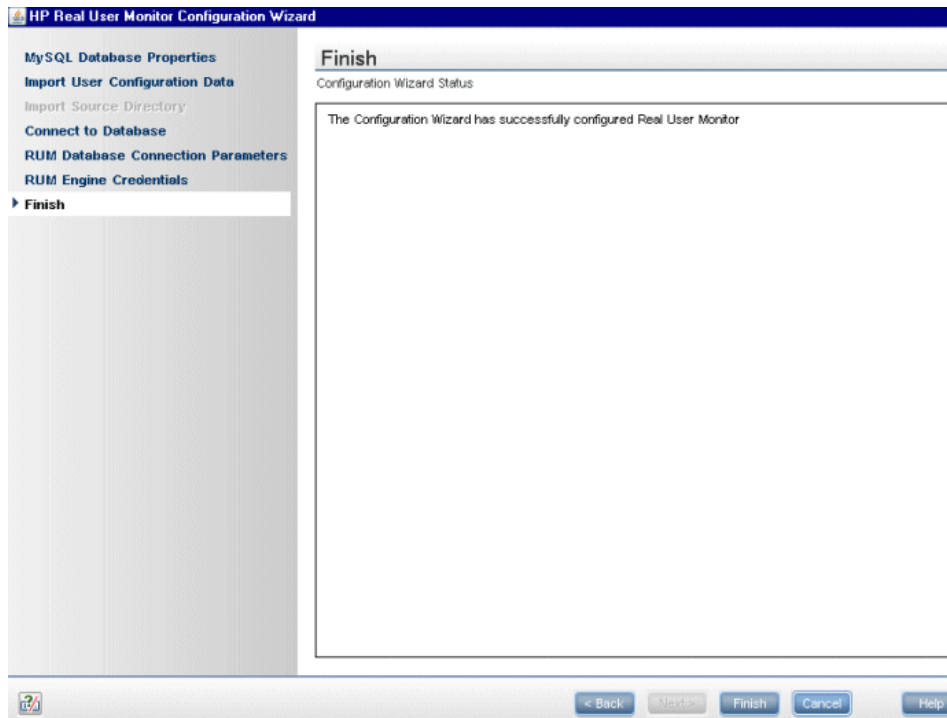 HP Real User Monitor Configuration Wizard
MySQL Database Properties
Import User Configuration Data
Import Source Directory
Connect to Database
RUM Database Connection Parameters
RUM Engine Credentials
Finish
Finish
Configuration Wizard Status
The Configuration Wizard has successfully configured Real User Monitor
< Back
Next >
Finish
Cancel
Help